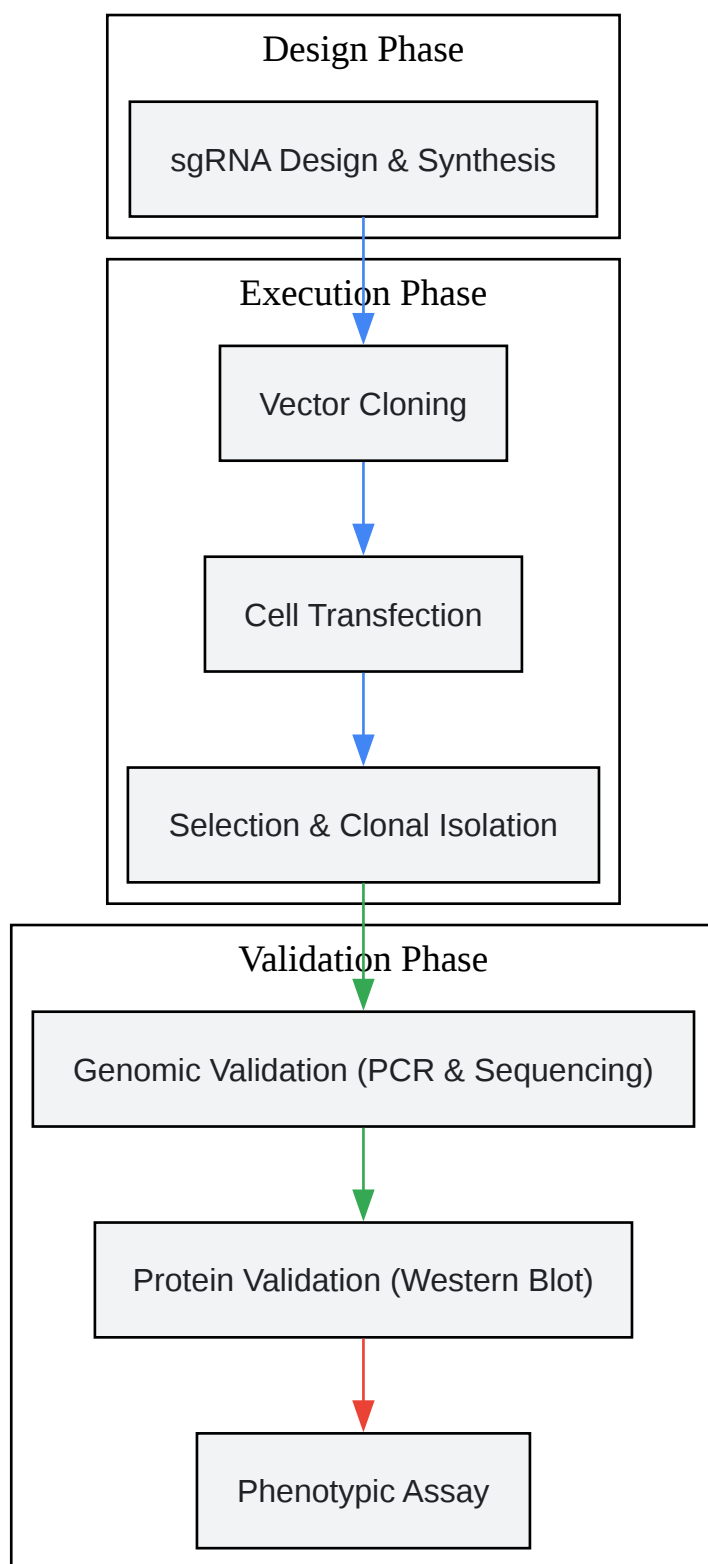 Design Phase
sgRNA Design & Synthesis
Execution Phase
Vector Cloning
Cell Transfection
Selection & Clonal Isolation
Validation Phase
Genomic Validation (PCR & Sequencing)
Protein Validation (Western Blot)
Phenotypic Assay